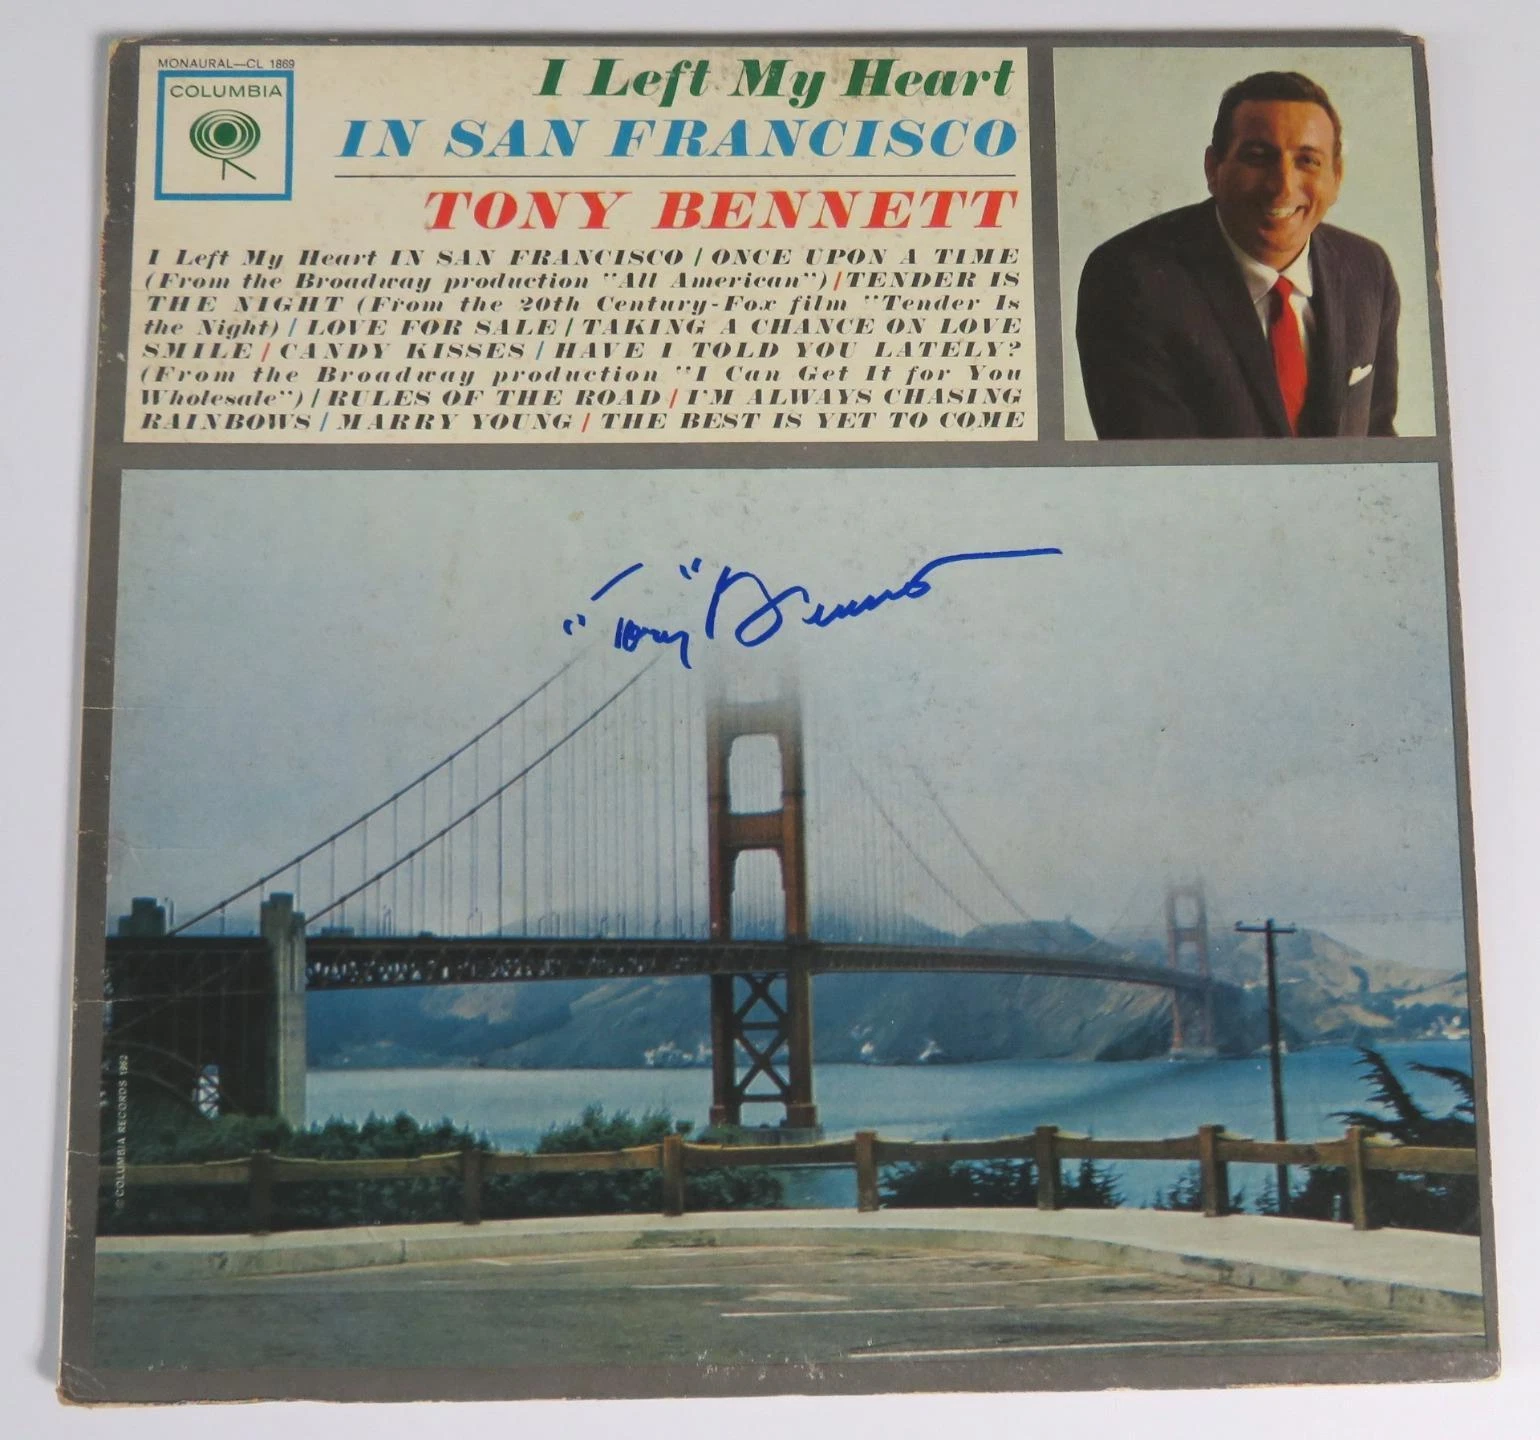 MONAURAL—CL 1869
COLUMBIA
I Left My Heart
IN SAN FRANCISCO
TONY BENNETT
I Left My Heart IN SAN FRANCISCO / ONCE UPON A TIME
(From the Broadway production "All American") / TENDER IS
THE NIGHT (From the 20th Century-Fox film "Tender Is
the Night) / LOVE FOR SALE / TAKING A CHANCE ON LOVE
SMILE / CANDY KISSES / HAVE I TOLD YOU LATELY?
(From the Broadway production "I Can Get It for You
Wholesale") / RULES OF THE ROAD / I'M ALWAYS CHASING
RAINBOWS / MARRY YOUNG / THE BEST IS YET TO COME
"Tony" Bennett
© COLUMBIA RECORDS 1962